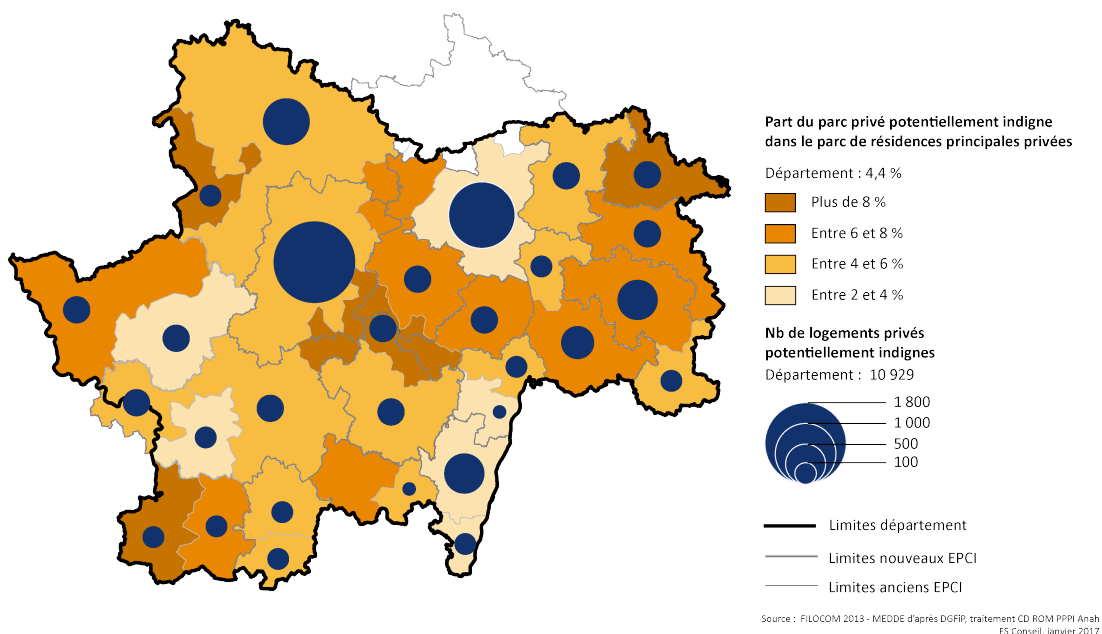 Part du parc privé potentiellement indigne
dans le parc de résidences principales privées
Département : 4,4 %
Plus de 8 %
Entre 6 et 8 %
Entre 4 et 6 %
Entre 2 et 4 %
Nb de logements privés
potentiellement indignes
Département : 10 929
1 800
1 000
500
100
Limites département
Limites nouveaux EPCI
Limites anciens EPCI
Source : FILOCOM 2013 - MEDDE d'après DGFiP, traitement CD ROM PPPI Anah
FS Conseil, janvier 2017